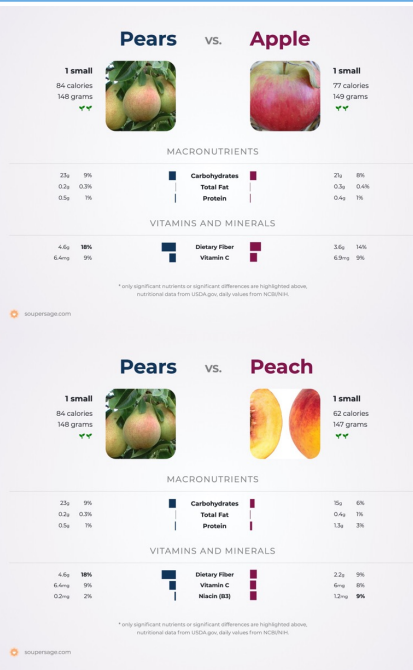 Pears vs. Apple
1 small 1 small
84 calories 77 calories
148 grams 149 grams
MACRONUTRIENTS
23g 9% Carbohydrates 21g 8%
0.2g 0.3% Total Fat 0.3g 0.4%
0.5g 1% Protein 0.4g 1%
VITAMINS AND MINERALS
4.6g 18% Dietary Fiber 3.6g 14%
6.4mg 9% Vitamin C 6.9mg 9%
* only significant nutrients or significant differences are highlighted above,
nutritional data from USDA.gov, daily values from NCBI/NIH.
soupersage.com
Pears vs. Peach
1 small 1 small
84 calories 62 calories
148 grams 147 grams
MACRONUTRIENTS
23g 9% Carbohydrates 15g 6%
0.2g 0.3% Total Fat 0.4g 1%
0.5g 1% Protein 1.3g 3%
VITAMINS AND MINERALS
4.6g 18% Dietary Fiber 2.2g 9%
6.4mg 9% Vitamin C 6mg 8%
0.2mg 2% Niacin (B3) 1.2mg 9%
* only significant nutrients or significant differences are highlighted above,
nutritional data from USDA.gov, daily values from NCBI/NIH.
soupersage.com